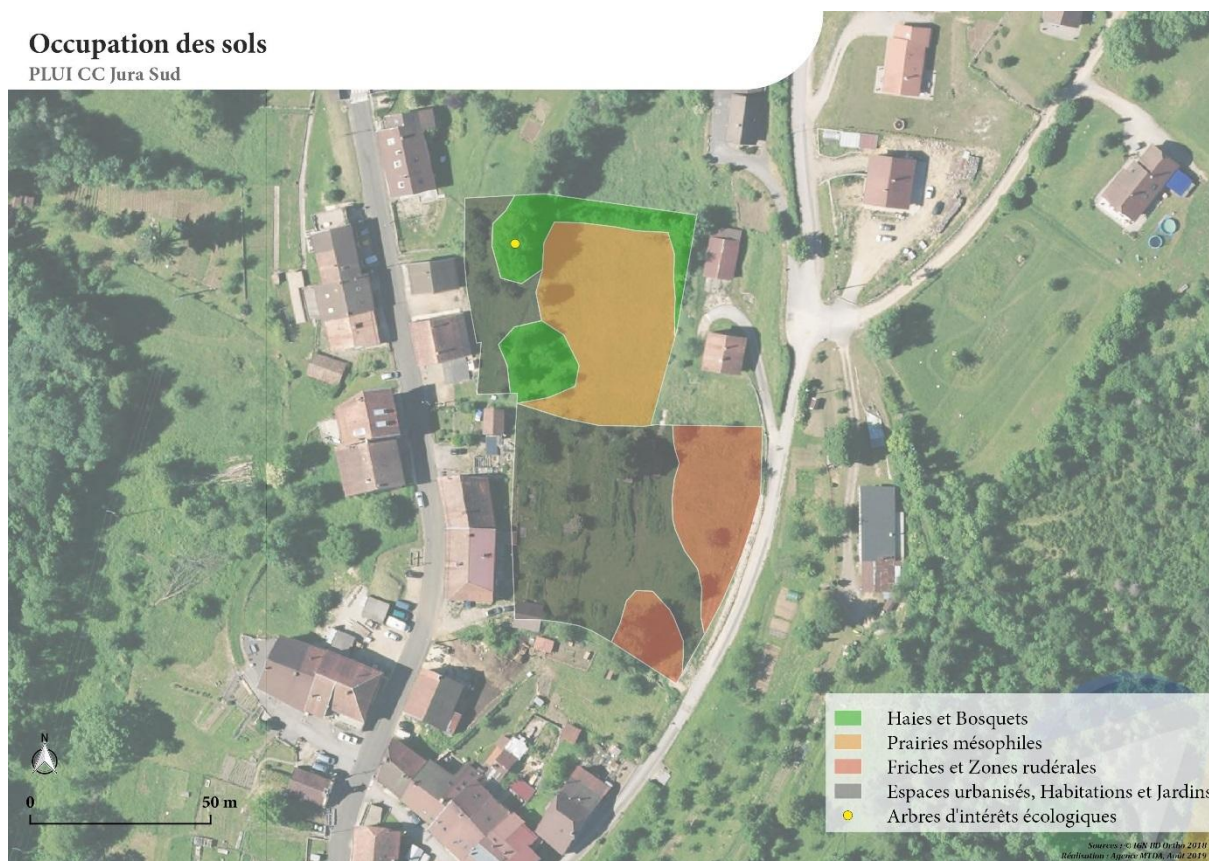 Occupation des sols
PLUI CC Jura Sud
N
0 50 m
Haies et Bosquets
Prairies mésophiles
Friches et Zones rudérales
Espaces urbanisés, Habitations et Jardins
Arbres d'intérêts écologiques
Sources : © IGN BD Ortho 2018
Réalisation : Agence MTDA, Août 2019